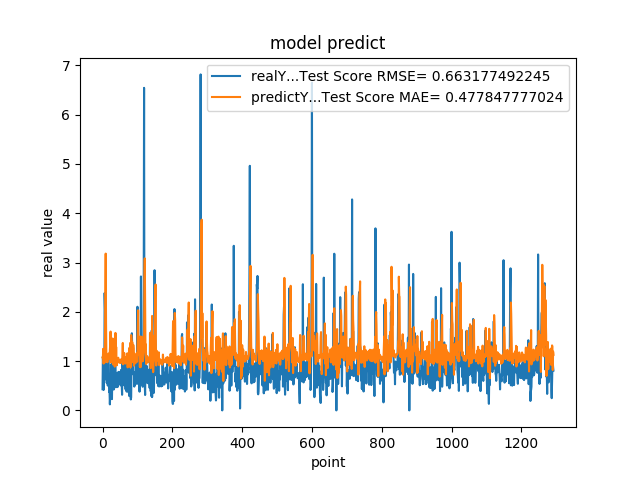 model predict
realY...Test Score RMSE= 0.663177492245
predictY...Test Score MAE= 0.477847777024
7
6
5
4
3
2
1
0
real value
0 200 400 600 800 1000 1200
point